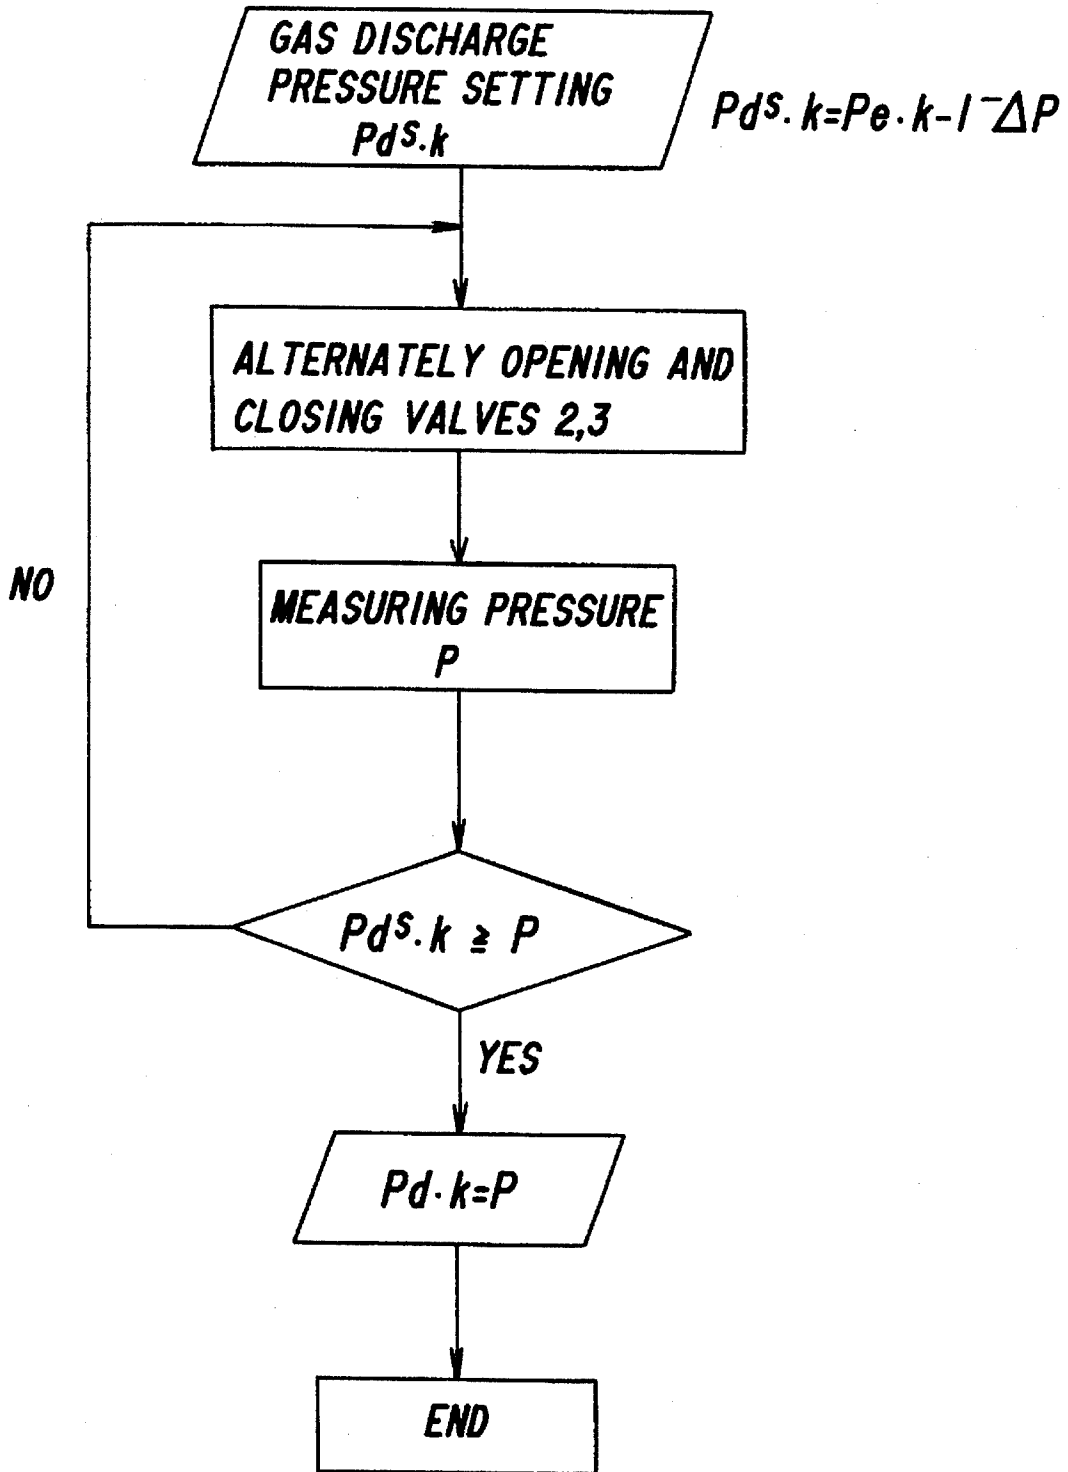 GAS DISCHARGE
PRESSURE SETTING
Pdˢ·k
Pdˢ·k=Pe·k-1⁻ΔP
ALTERNATELY OPENING AND
CLOSING VALVES 2,3
NO
MEASURING PRESSURE
P
Pdˢ·k ≧ P
YES
Pd·k=P
END